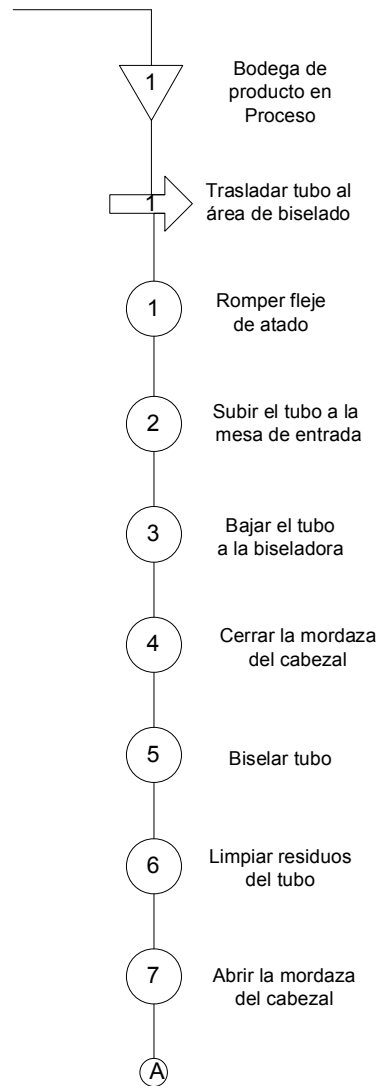 1
Bodega de
producto en
Proceso
1
Trasladar tubo al
área de biselado
1
Romper fleje
de atado
2
Subir el tubo a la
mesa de entrada
3
Bajar el tubo
a la biseladora
4
Cerrar la mordaza
del cabezal
5
Biselar tubo
6
Limpiar residuos
del tubo
7
Abrir la mordaza
del cabezal
A